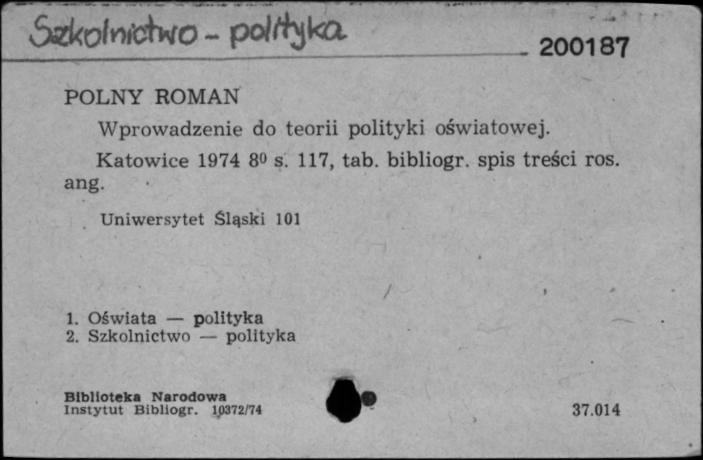 Szkolnictwo - polityka
200187
POLNY ROMAN
Wprowadzenie do teorii polityki oświatowej.
Katowice 1974 8⁰ s. 117, tab. bibliogr. spis treści ros.
ang.
Uniwersytet Śląski 101
1. Oświata — polityka
2. Szkolnictwo — polityka
Biblioteka Narodowa
Instytut Bibliogr. 10372/74
37.014